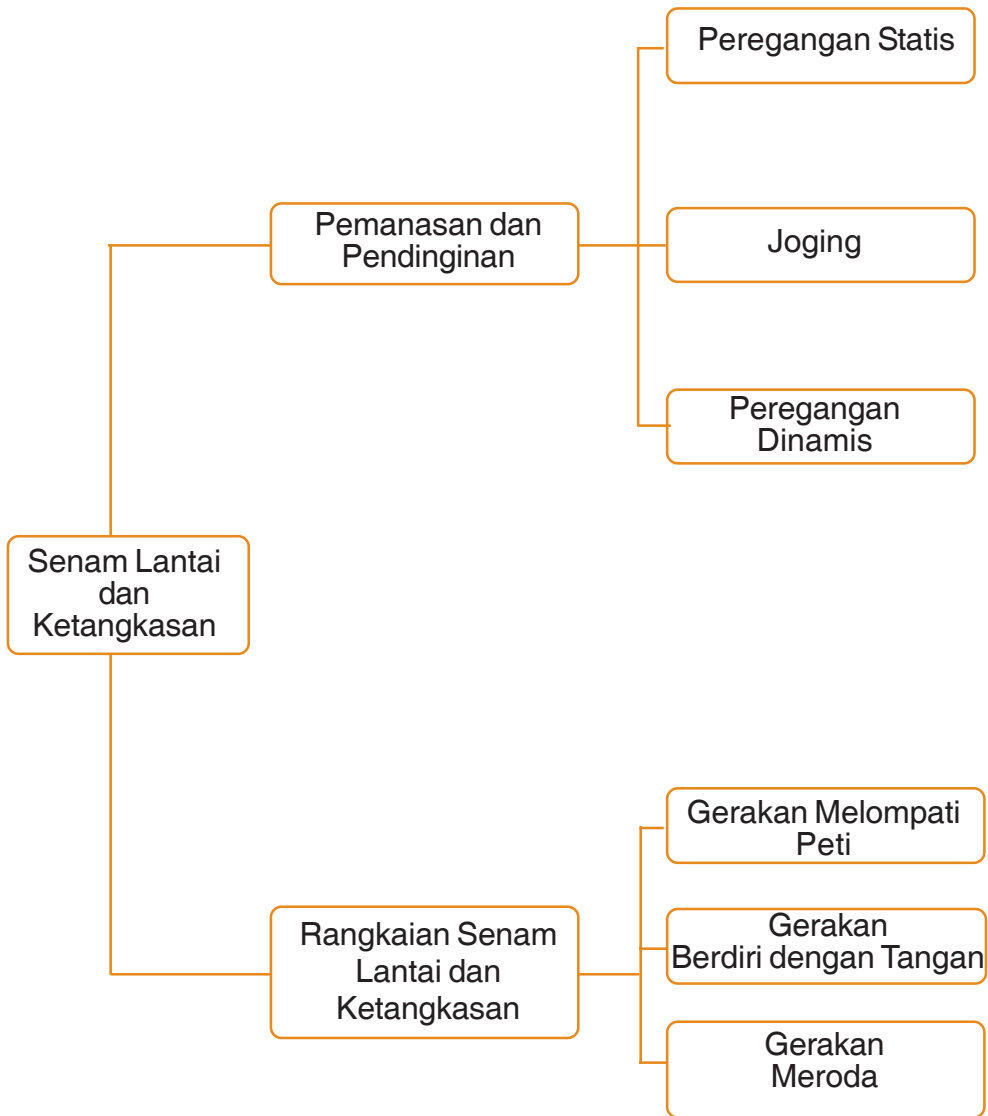 Peregangan Statis
Pemanasan dan
Pendinginan
Joging
Peregangan
Dinamis
Senam Lantai
dan
Ketangkasan
Gerakan Melompati
Peti
Rangkaian Senam
Lantai dan
Ketangkasan
Gerakan
Berdiri dengan Tangan
Gerakan
Meroda